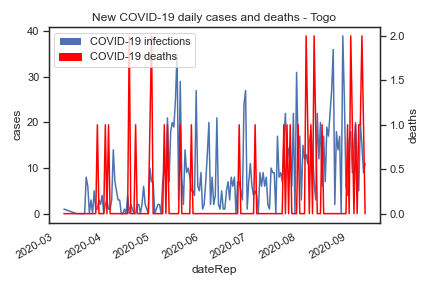 New COVID-19 daily cases and deaths - Togo
COVID-19 infections
COVID-19 deaths
40
30
20
10
0
cases
2.0
1.5
1.0
0.5
0.0
deaths
2020-03
2020-04
2020-05
2020-06
2020-07
2020-08
2020-09
dateRep